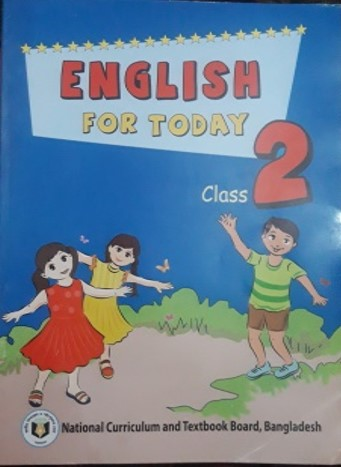 ENGLISH
FOR TODAY
Class 2
National Curriculum and Textbook Board, Bangladesh